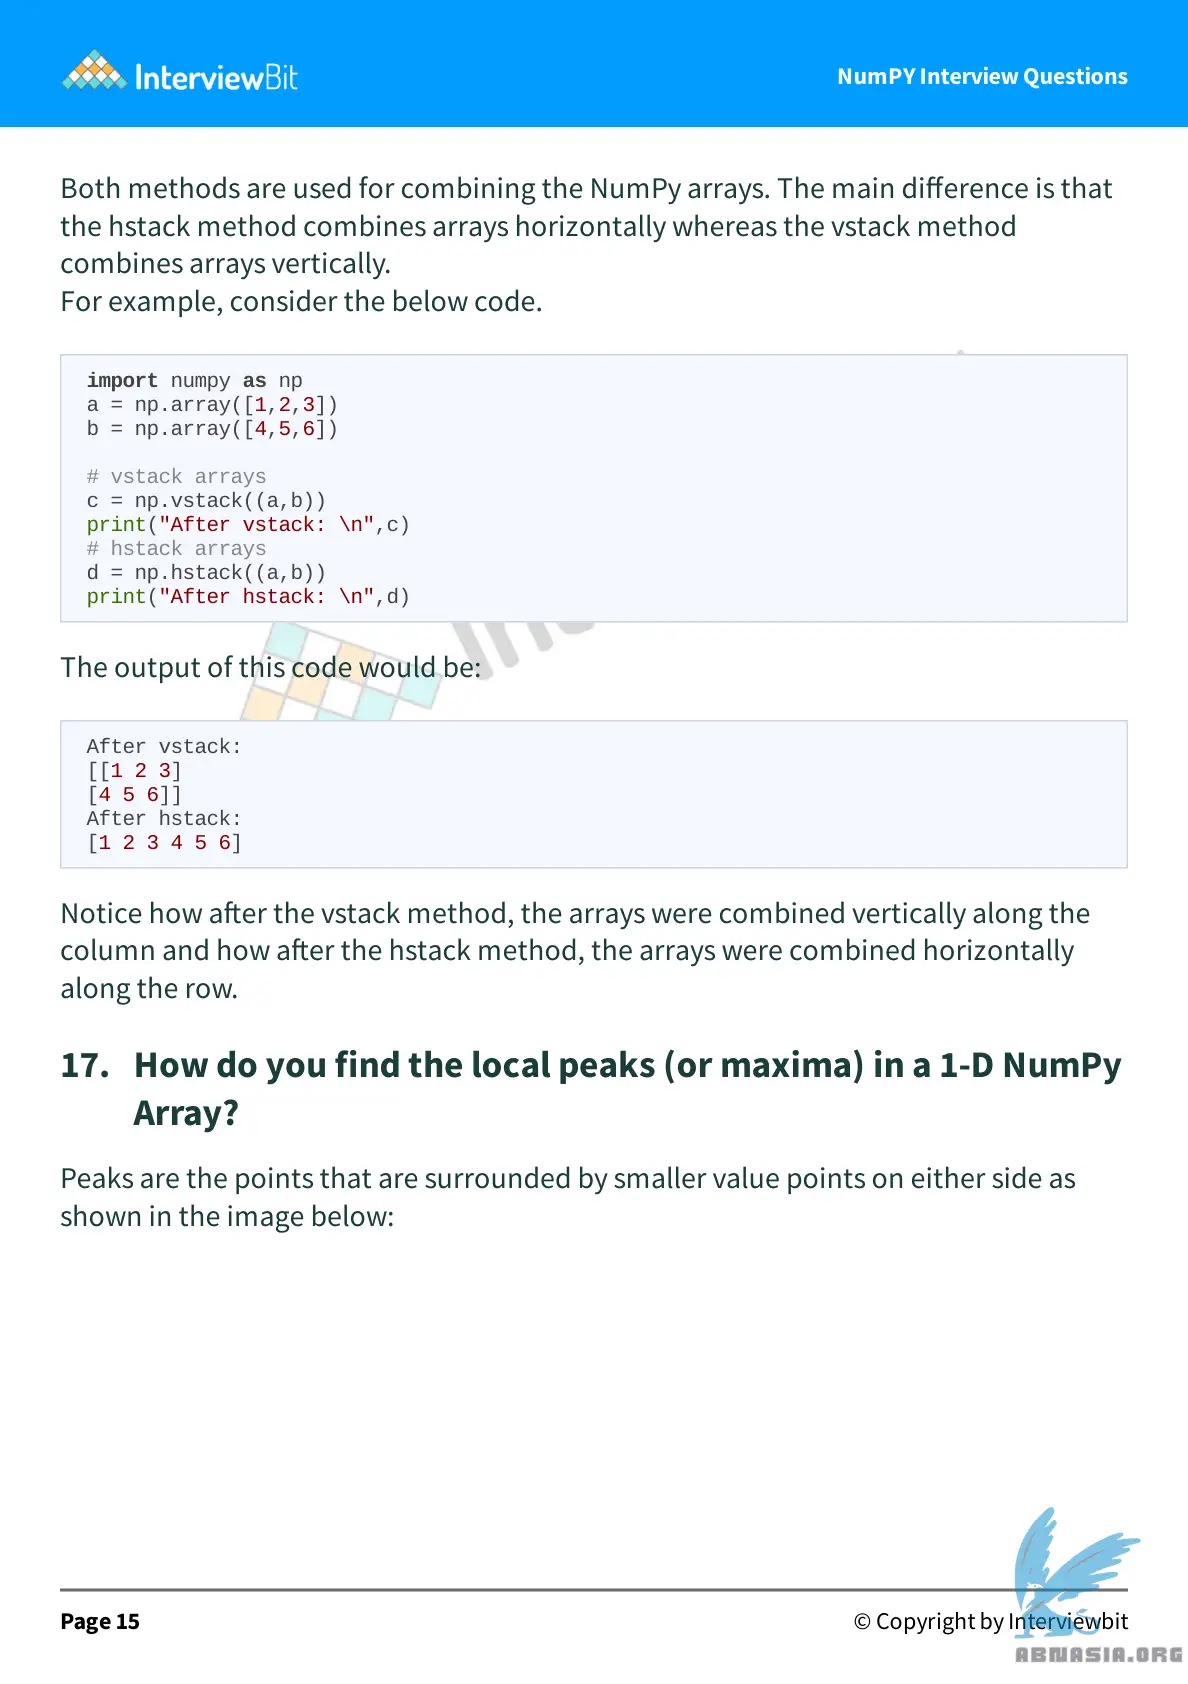 InterviewBit
NumPY Interview Questions
Both methods are used for combining the NumPy arrays. The main difference is that
the hstack method combines arrays horizontally whereas the vstack method
combines arrays vertically.
For example, consider the below code.
import numpy as np
a = np.array([1,2,3])
b = np.array([4,5,6])
# vstack arrays
c = np.vstack((a,b))
print("After vstack: \n",c)
# hstack arrays
d = np.hstack((a,b))
print("After hstack: \n",d)
The output of this code would be:
After vstack:
[[1 2 3]
[4 5 6]]
After hstack:
[1 2 3 4 5 6]
Notice how after the vstack method, the arrays were combined vertically along the
column and how after the hstack method, the arrays were combined horizontally
along the row.
17. How do you find the local peaks (or maxima) in a 1-D NumPy
Array?
Peaks are the points that are surrounded by smaller value points on either side as
shown in the image below:
Page 15
© Copyright by Interviewbit
ABNASIA.ORG